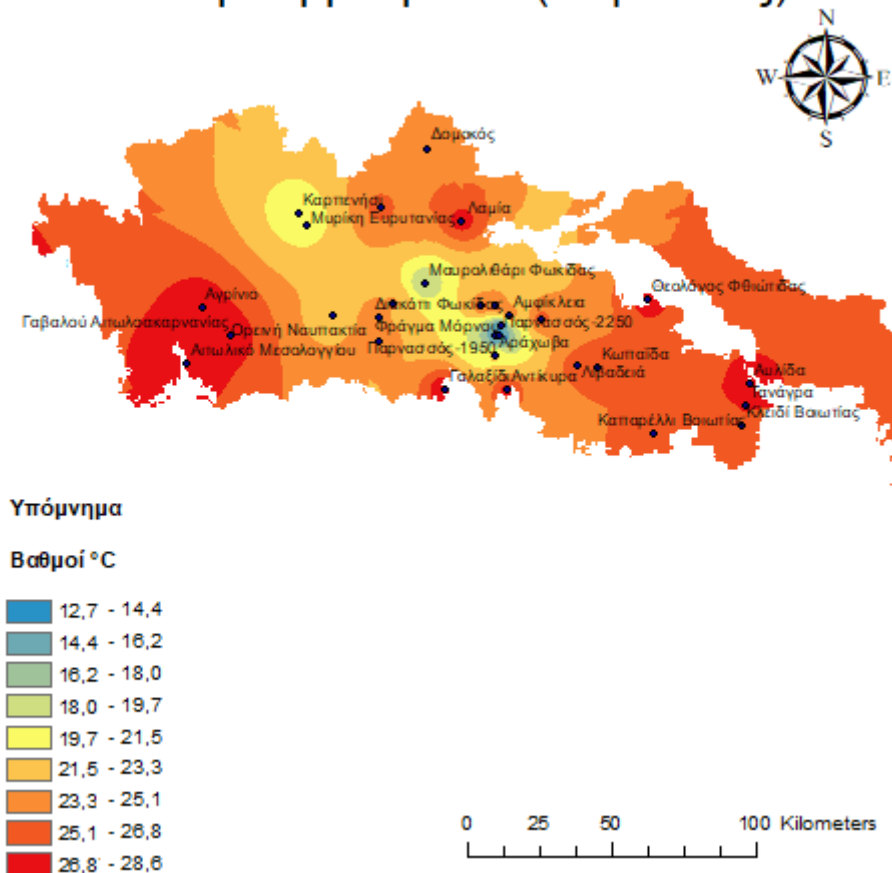 N
W E
S
Δομοκός
Καρπενήσι
Μυρίκη Ευρυτανίας
Λαμία
Μαυρολιθάρι Φωκίδας
Θεολόγος Φθιώτιδας
Αγρίνιο
Διακόπι Φωκίδας
Αμφίκλεια
Γαβαλού Αιτωλοακαρνανίας
Ορεινή Ναυπακτία
Φράγμα Μόρνου
Παρνασσός -2250
Αιτωλικό Μεσολογγίου
Παρνασσός -1950
Αράχωβα
Κωπαΐδα
Γαλαξίδι
Αντίκυρα
Λιβαδειά
Αυλίδα
Τανάγρα
Καπαρέλλι Βοιωτίας
Κλειδί Βοιωτίας
Υπόμνημα
Βαθμοί °C
12,7 - 14,4
14,4 - 16,2
16,2 - 18,0
18,0 - 19,7
19,7 - 21,5
21,5 - 23,3
23,3 - 25,1
25,1 - 26,8
26,8 - 28,6
0 25 50 100 Kilometers